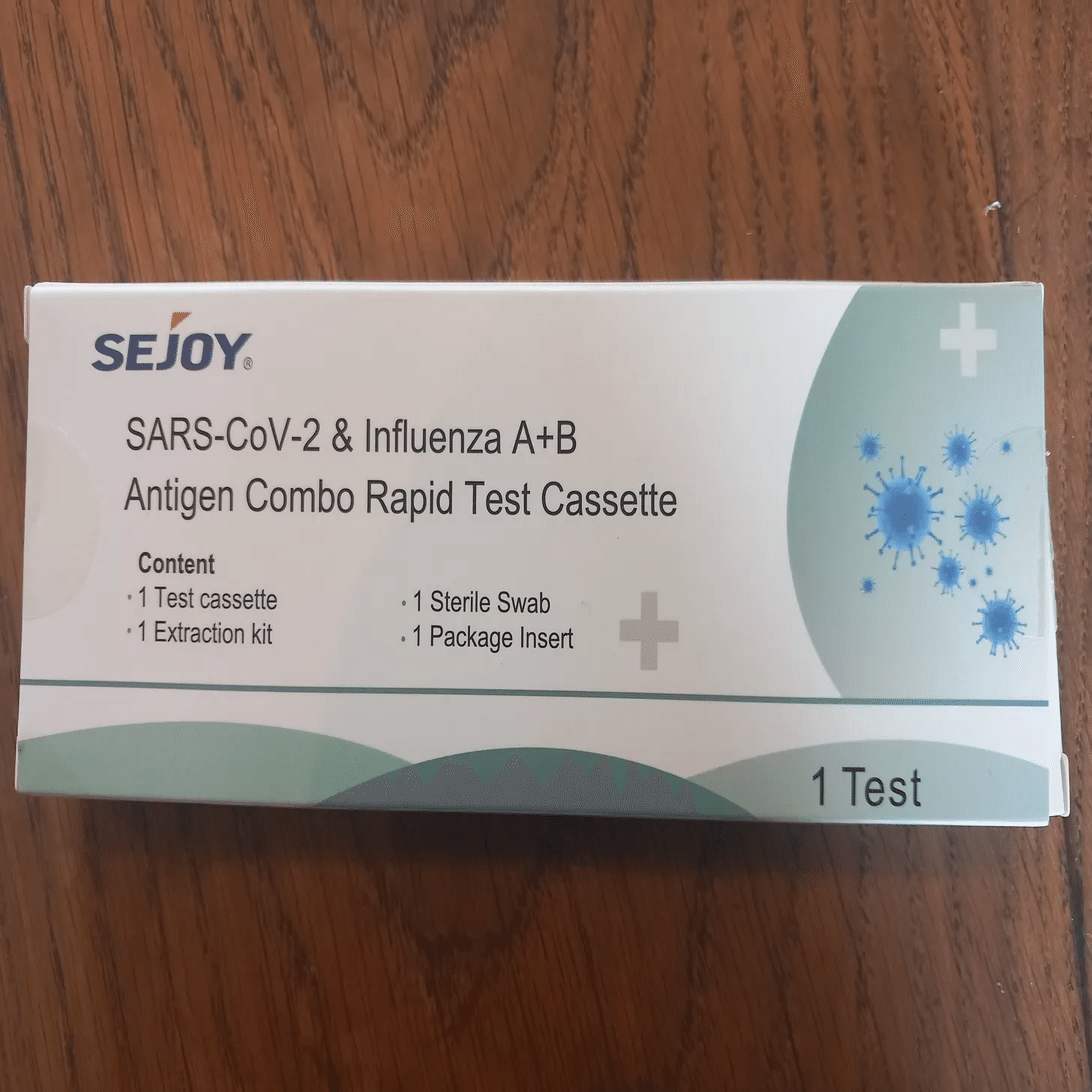 SEJOY®
SARS-CoV-2 & Influenza A+B
Antigen Combo Rapid Test Cassette
Content
· 1 Test cassette
· 1 Sterile Swab
· 1 Extraction kit
· 1 Package Insert
1 Test